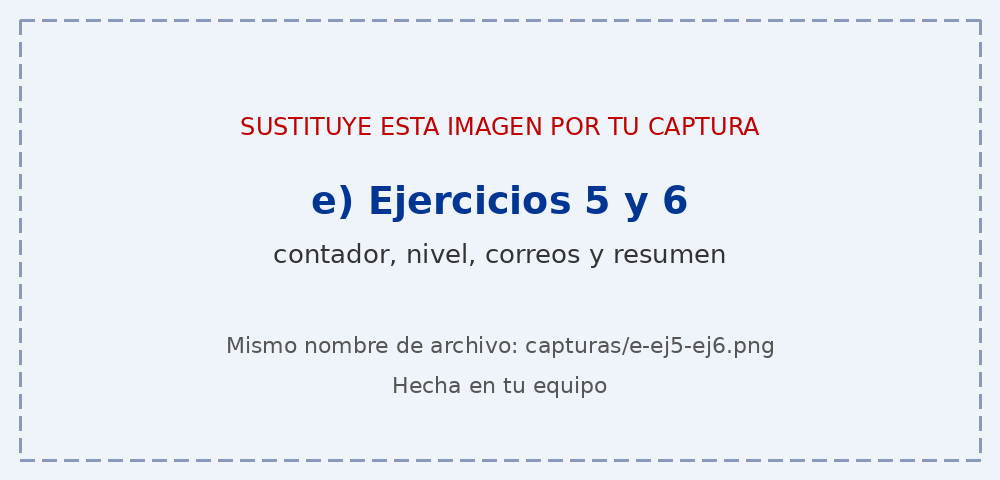 SUSTITUYE ESTA IMAGEN POR TU CAPTURA
e) Ejercicios 5 y 6
contador, nivel, correos y resumen
Mismo nombre de archivo: capturas/e-ej5-ej6.png
Hecha en tu equipo